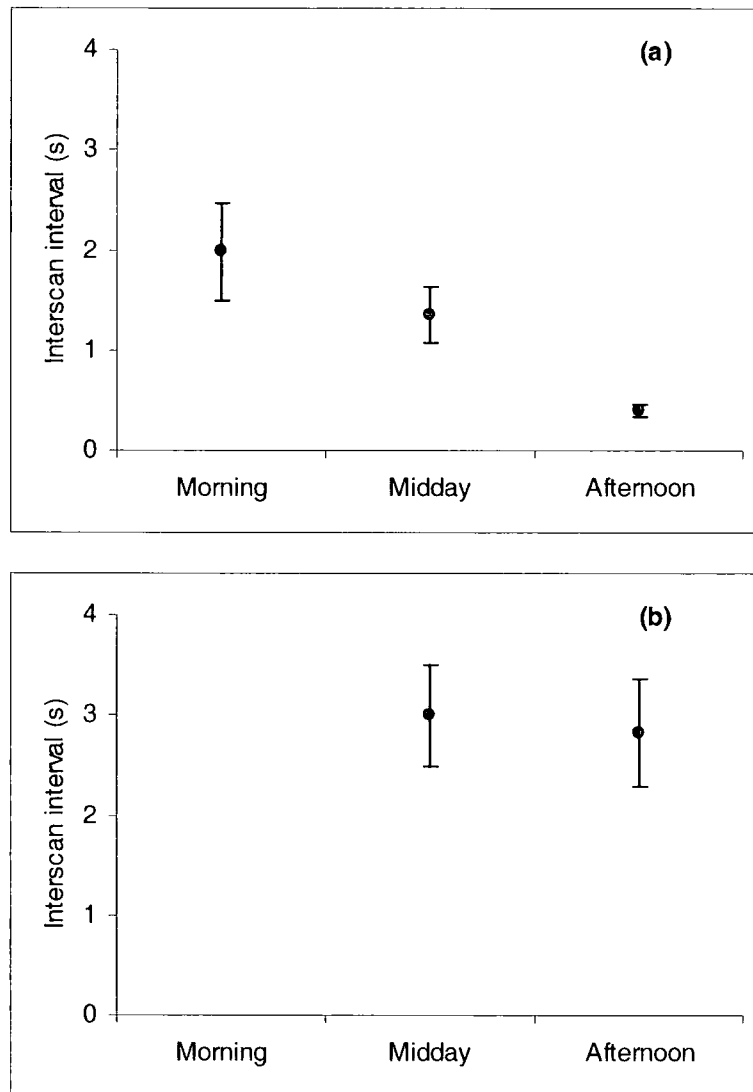 (a)
4
3
2
1
0
Interscan interval (s)
Morning Midday Afternoon
(b)
4
3
2
1
0
Interscan interval (s)
Morning Midday Afternoon